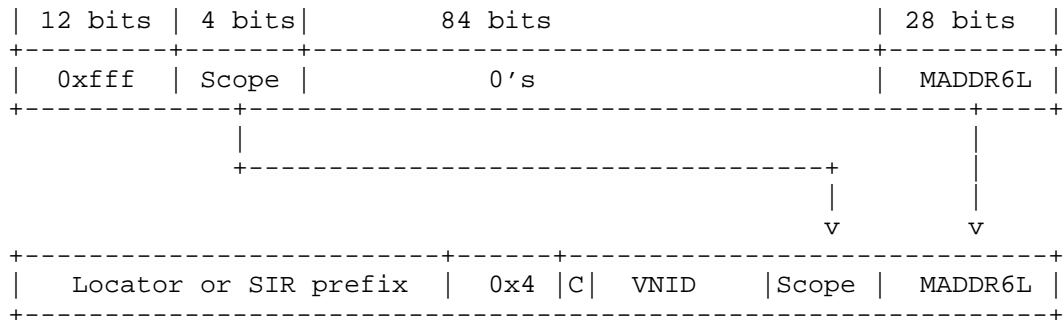 | 12 bits | 4 bits| 84 bits | 28 bits |
| 0xfff | Scope | 0's | MADDR6L |
v v
| Locator or SIR prefix | 0x4 |C| VNID |Scope | MADDR6L |